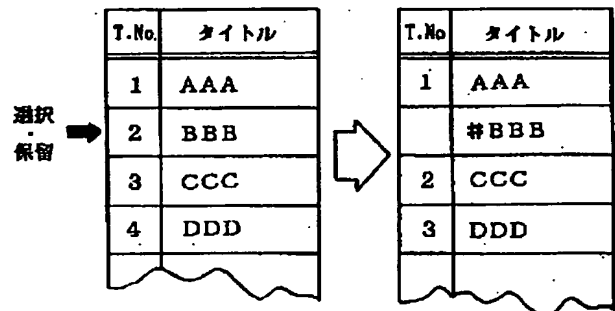 T.No. タイトル
1 AAA
2 BBB
3 CCC
4 DDD
選択
・
保留
T.No タイトル
1 AAA
#BBB
2 CCC
3 DDD